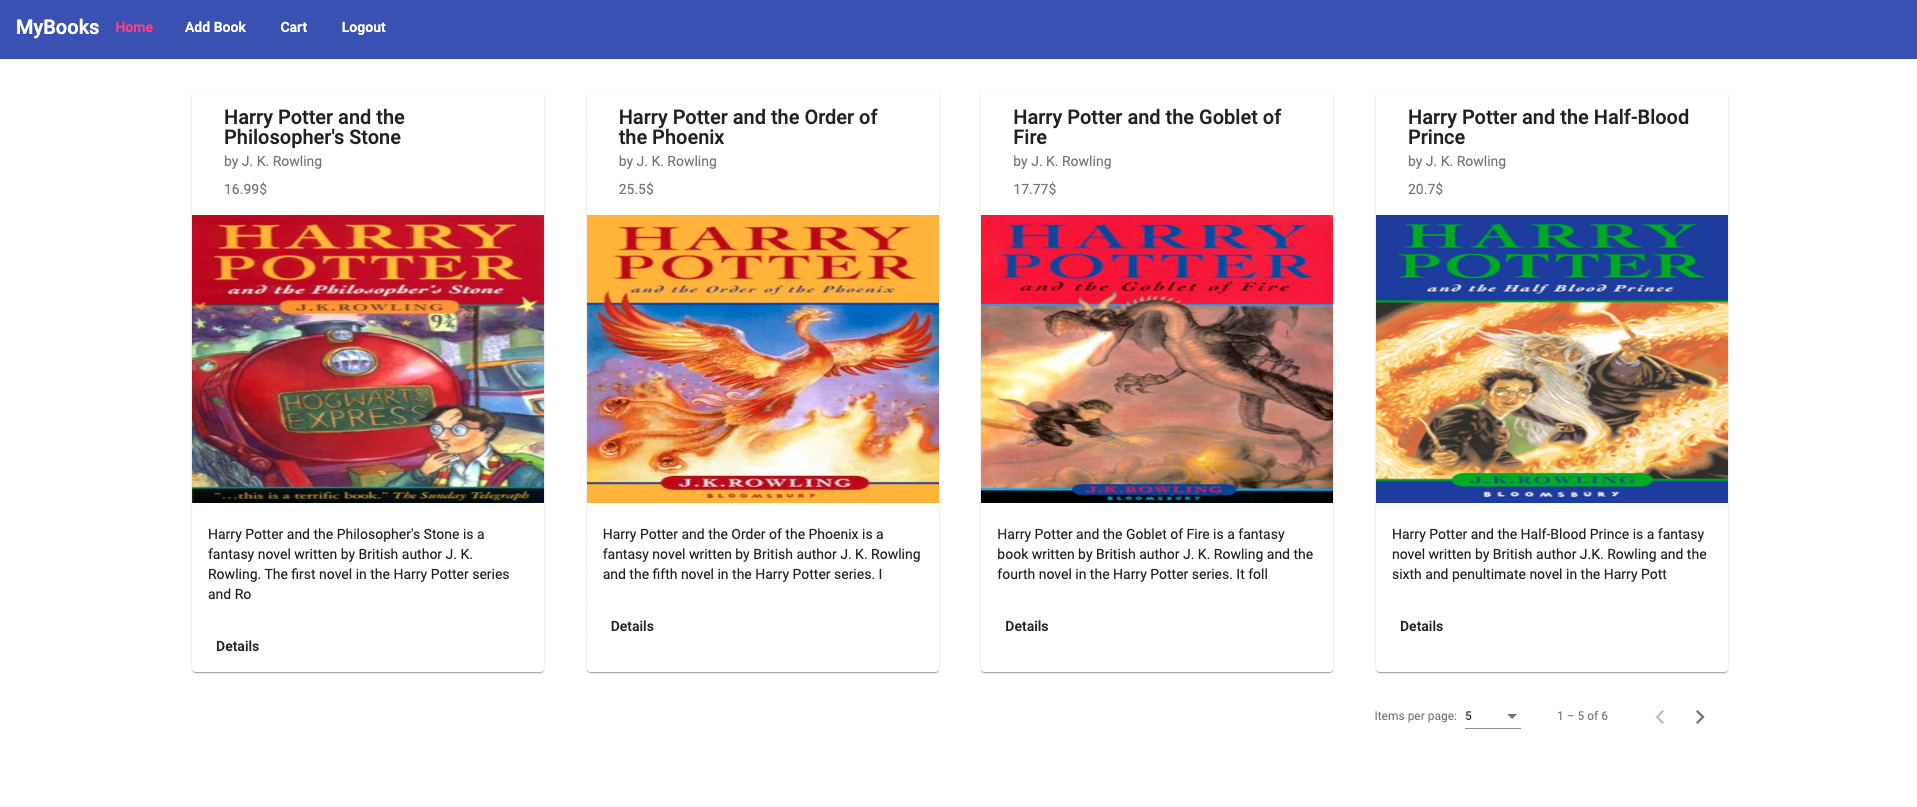 MyBooks Home Add Book Cart Logout
Harry Potter and the
Philosopher's Stone
by J. K. Rowling
16.99$
HARRY
POTTER
and the Philosopher's Stone
J.K.ROWLING
9¾
HOGWARTS
EXPRESS
"...this is a terrific book." The Sunday Telegraph
Harry Potter and the Philosopher's Stone is a
fantasy novel written by British author J. K.
Rowling. The first novel in the Harry Potter series
and Ro
Details
Harry Potter and the Order of
the Phoenix
by J. K. Rowling
25.5$
HARRY
POTTER
and the Order of the Phoenix
J.K.ROWLING
BLOOMSBURY
Harry Potter and the Order of the Phoenix is a
fantasy novel written by British author J. K. Rowling
and the fifth novel in the Harry Potter series. I
Details
Harry Potter and the Goblet of
Fire
by J. K. Rowling
17.77$
HARRY
POTTER
and the Goblet of Fire
J.K.ROWLING
BLOOMSBURY
Harry Potter and the Goblet of Fire is a fantasy
book written by British author J. K. Rowling and the
fourth novel in the Harry Potter series. It foll
Details
Harry Potter and the Half-Blood
Prince
by J. K. Rowling
20.7$
HARRY
POTTER
and the Half Blood Prince
J.K.ROWLING
BLOOMSBURY
Harry Potter and the Half-Blood Prince is a fantasy
novel written by British author J.K. Rowling and the
sixth and penultimate novel in the Harry Pott
Details
Items per page: 5 1 – 5 of 6